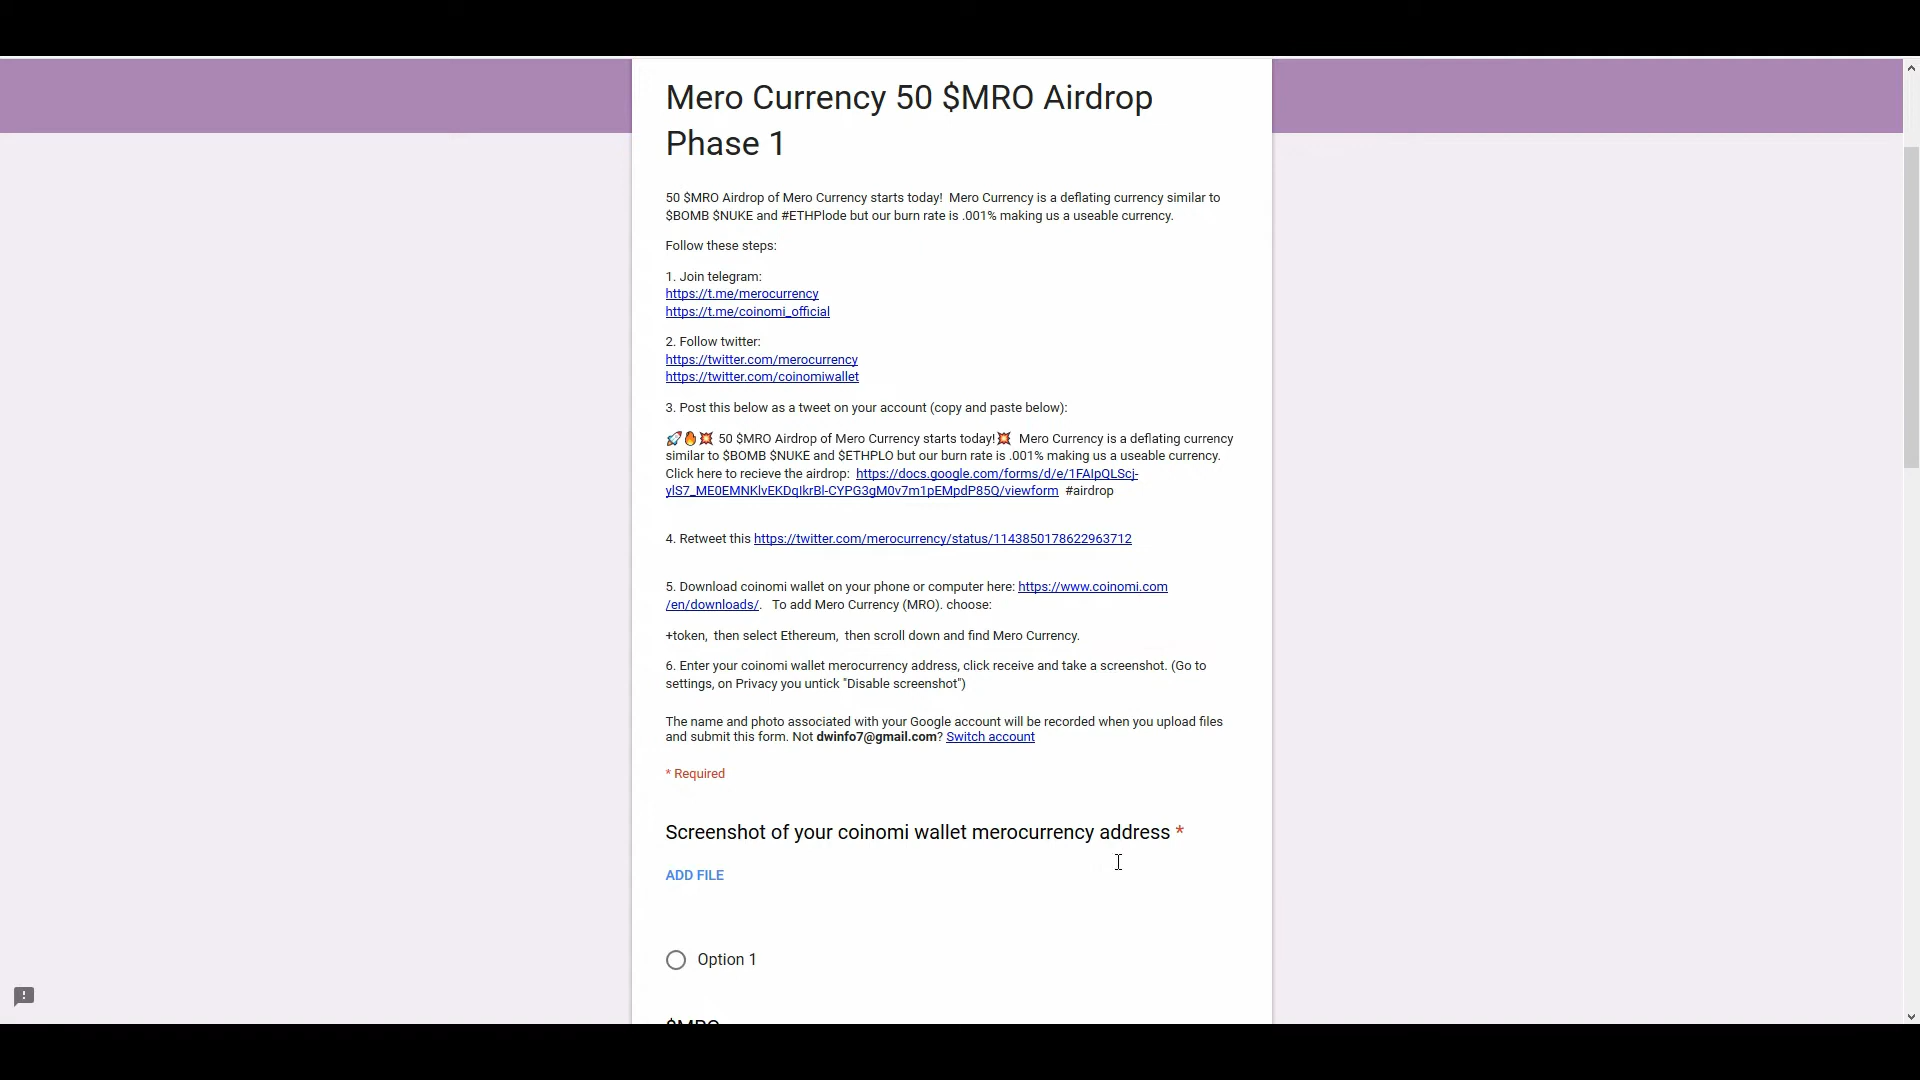 Mero Currency 50 $MRO Airdrop
Phase 1
50 $MRO Airdrop of Mero Currency starts today!  Mero Currency is a deflating currency similar to
$BOMB $NUKE and #ETHPlode but our burn rate is .001% making us a useable currency.
Follow these steps:
1. Join telegram:
https://t.me/merocurrency
https://t.me/coinomi_official
2. Follow twitter:
https://twitter.com/merocurrency
https://twitter.com/coinomiwallet
3. Post this below as a tweet on your account (copy and paste below):
🚀🔥💥 50 $MRO Airdrop of Mero Currency starts today!💥  Mero Currency is a deflating currency
similar to $BOMB $NUKE and $ETHPLO but our burn rate is .001% making us a useable currency.
Click here to recieve the airdrop:  https://docs.google.com/forms/d/e/1FAIpQLScj-
ylS7_ME0EMNKlvEKDqIkrBl-CYPG3gM0v7m1pEMpdP85Q/viewform  #airdrop
4. Retweet this https://twitter.com/merocurrency/status/1143850178622963712
5. Download coinomi wallet on your phone or computer here: https://www.coinomi.com
/en/downloads/.   To add Mero Currency (MRO). choose:
+token,  then select Ethereum,  then scroll down and find Mero Currency.
6. Enter your coinomi wallet merocurrency address, click receive and take a screenshot. (Go to
settings, on Privacy you untick "Disable screenshot")
The name and photo associated with your Google account will be recorded when you upload files
and submit this form. Not dwinfo7@gmail.com? Switch account
* Required
Screenshot of your coinomi wallet merocurrency address *
ADD FILE
Option 1
$MRO